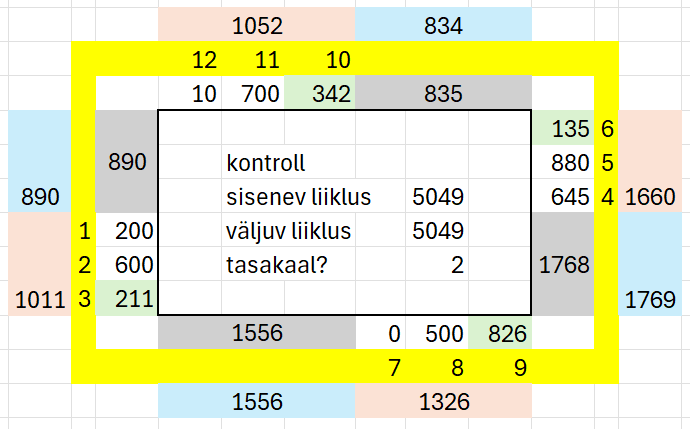 1052 834
12 11 10
10 700 342 835
135 6
890 kontroll 880 5
890 sisenev liiklus 5049 645 4 1660
1 200 väljuv liiklus 5049
2 600 tasakaal? 2 1768
1011 3 211 1769
1556 0 500 826
7 8 9
1556 1326